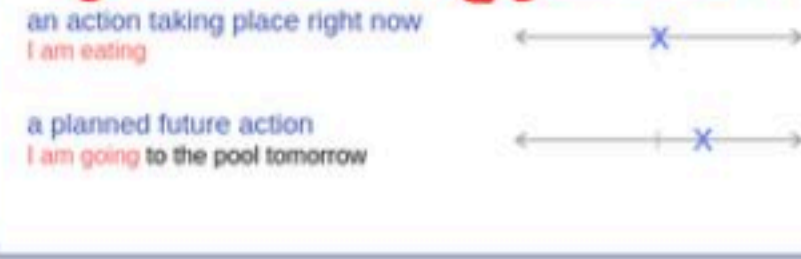 an action taking place right now
I am eating
a planned future action
I am going to the pool tomorrow